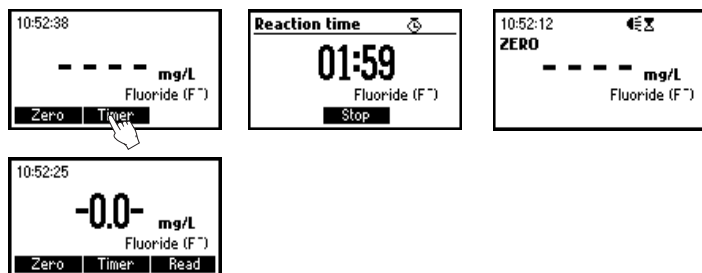 10:52:38
- - - - mg/L
Fluoride (F⁻)
Zero Timer
Reaction time
01:59
Fluoride (F⁻)
Stop
10:52:12
ZERO
- - - - mg/L
Fluoride (F⁻)
10:52:25
-0.0- mg/L
Fluoride (F⁻)
Zero Timer Read